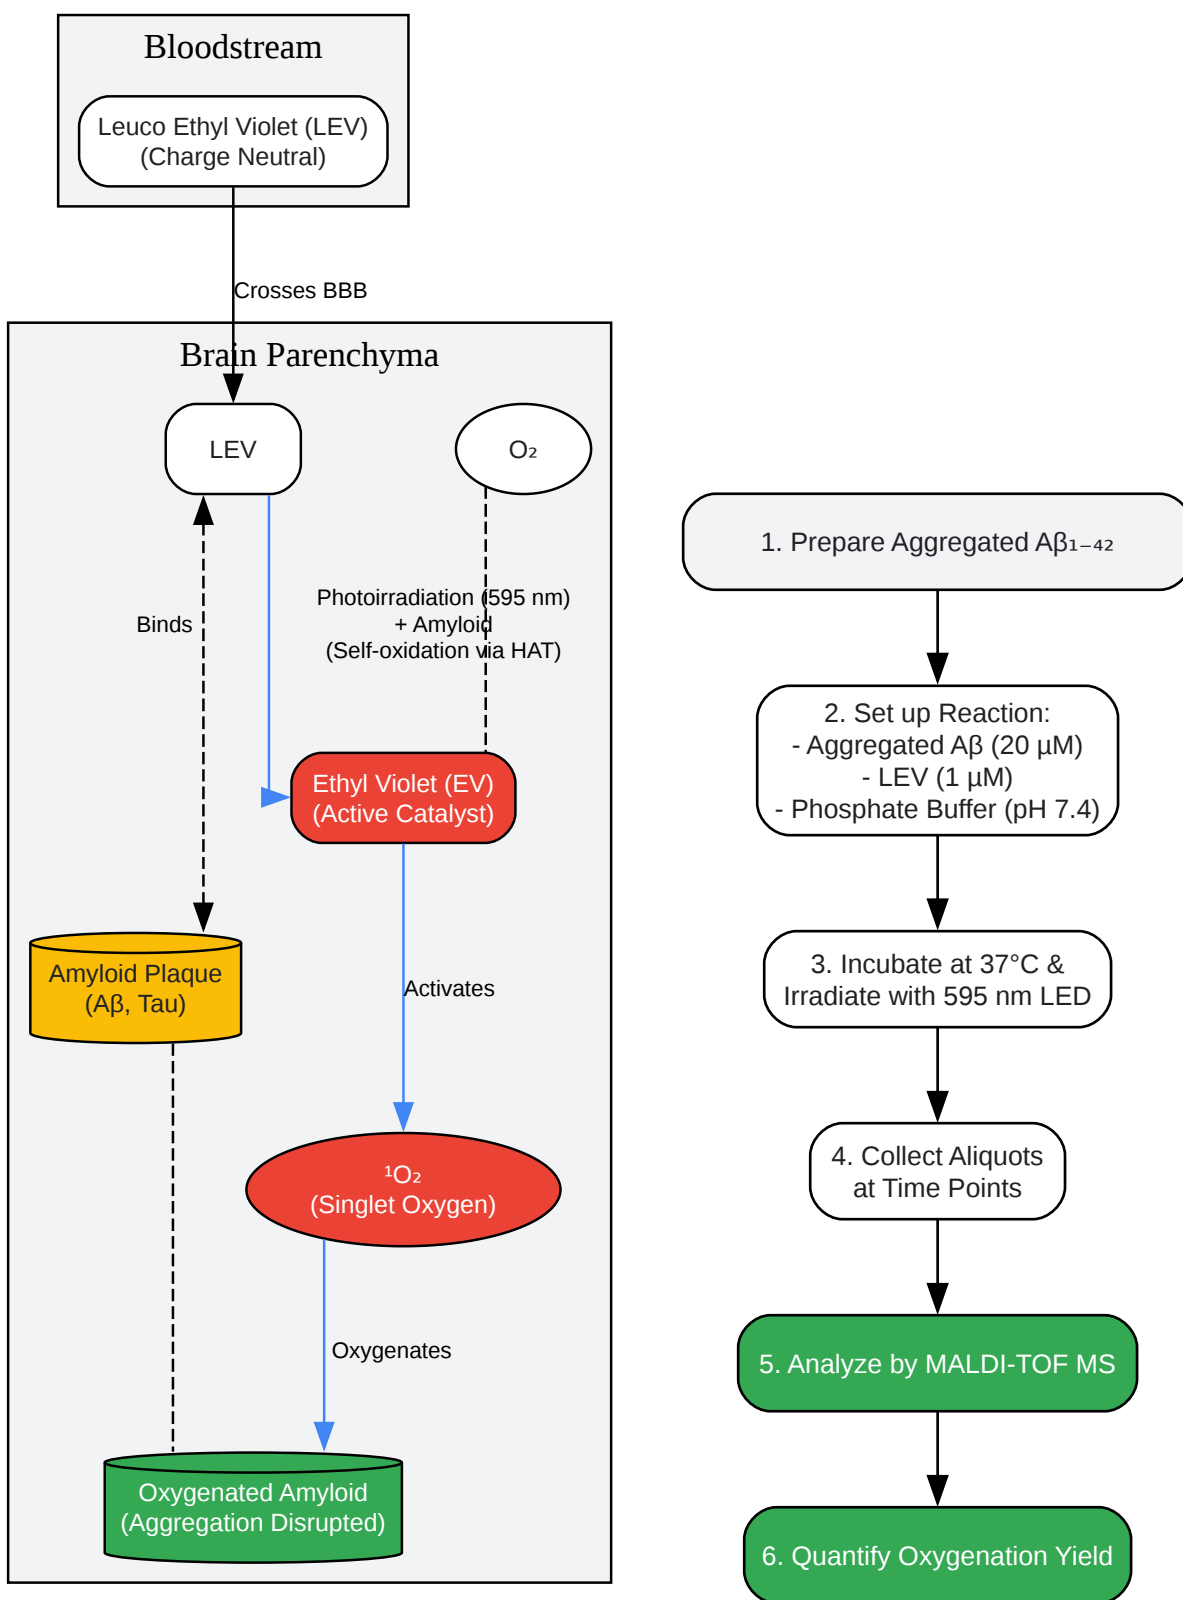 Bloodstream
Leuco Ethyl Violet (LEV)
(Charge Neutral)
Crosses BBB
Brain Parenchyma
LEV
O₂
Binds
Photoirradiation (595 nm)
+ Amyloid
(Self-oxidation via HAT)
Ethyl Violet (EV)
(Active Catalyst)
Amyloid Plaque
(Aβ, Tau)
Activates
¹O₂
(Singlet Oxygen)
Oxygenates
Oxygenated Amyloid
(Aggregation Disrupted)
1. Prepare Aggregated Aβ₁₋₄₂
2. Set up Reaction:
- Aggregated Aβ (20 µM)
- LEV (1 µM)
- Phosphate Buffer (pH 7.4)
3. Incubate at 37°C &
Irradiate with 595 nm LED
4. Collect Aliquots
at Time Points
5. Analyze by MALDI-TOF MS
6. Quantify Oxygenation Yield